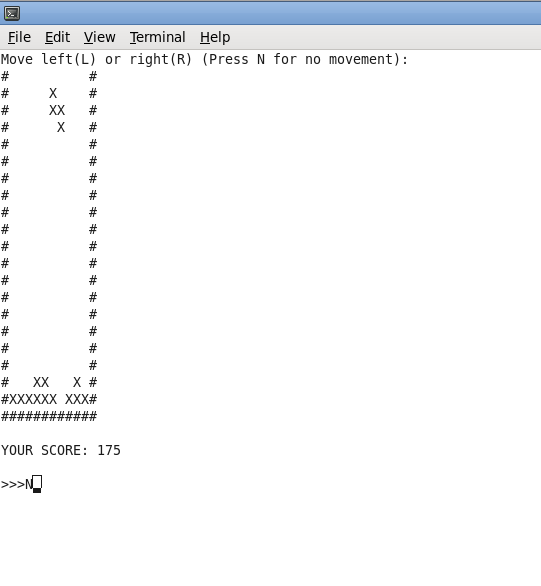 File Edit View Terminal Help
Move left(L) or right(R) (Press N for no movement):
#          #
#     X    #
#     XX   #
#      X   #
#          #
#          #
#          #
#          #
#          #
#          #
#          #
#          #
#          #
#          #
#          #
#          #
#          #
#          #
#   XX   X #
#XXXXXX XXX#
############
YOUR SCORE: 175
>>>N